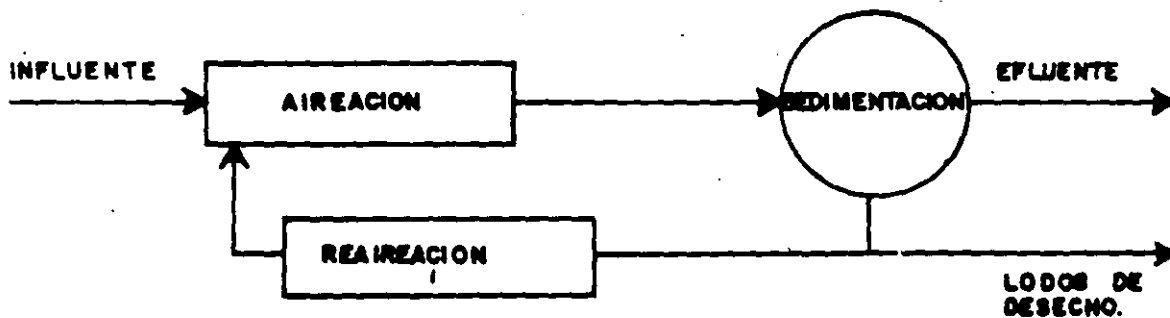 INFLUENTE
AIREACION
SEDIMENTACION
EFLUENTE
REAIREACION
LODOS DE
DESECHO.